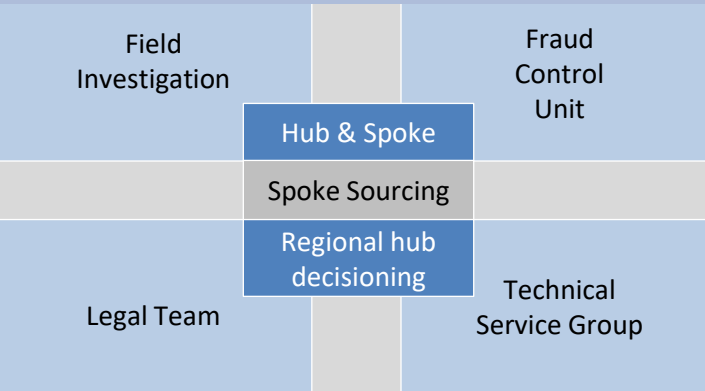 Field
Investigation
Fraud
Control
Unit
Hub & Spoke
Spoke Sourcing
Regional hub
decisioning
Legal Team
Technical
Service Group